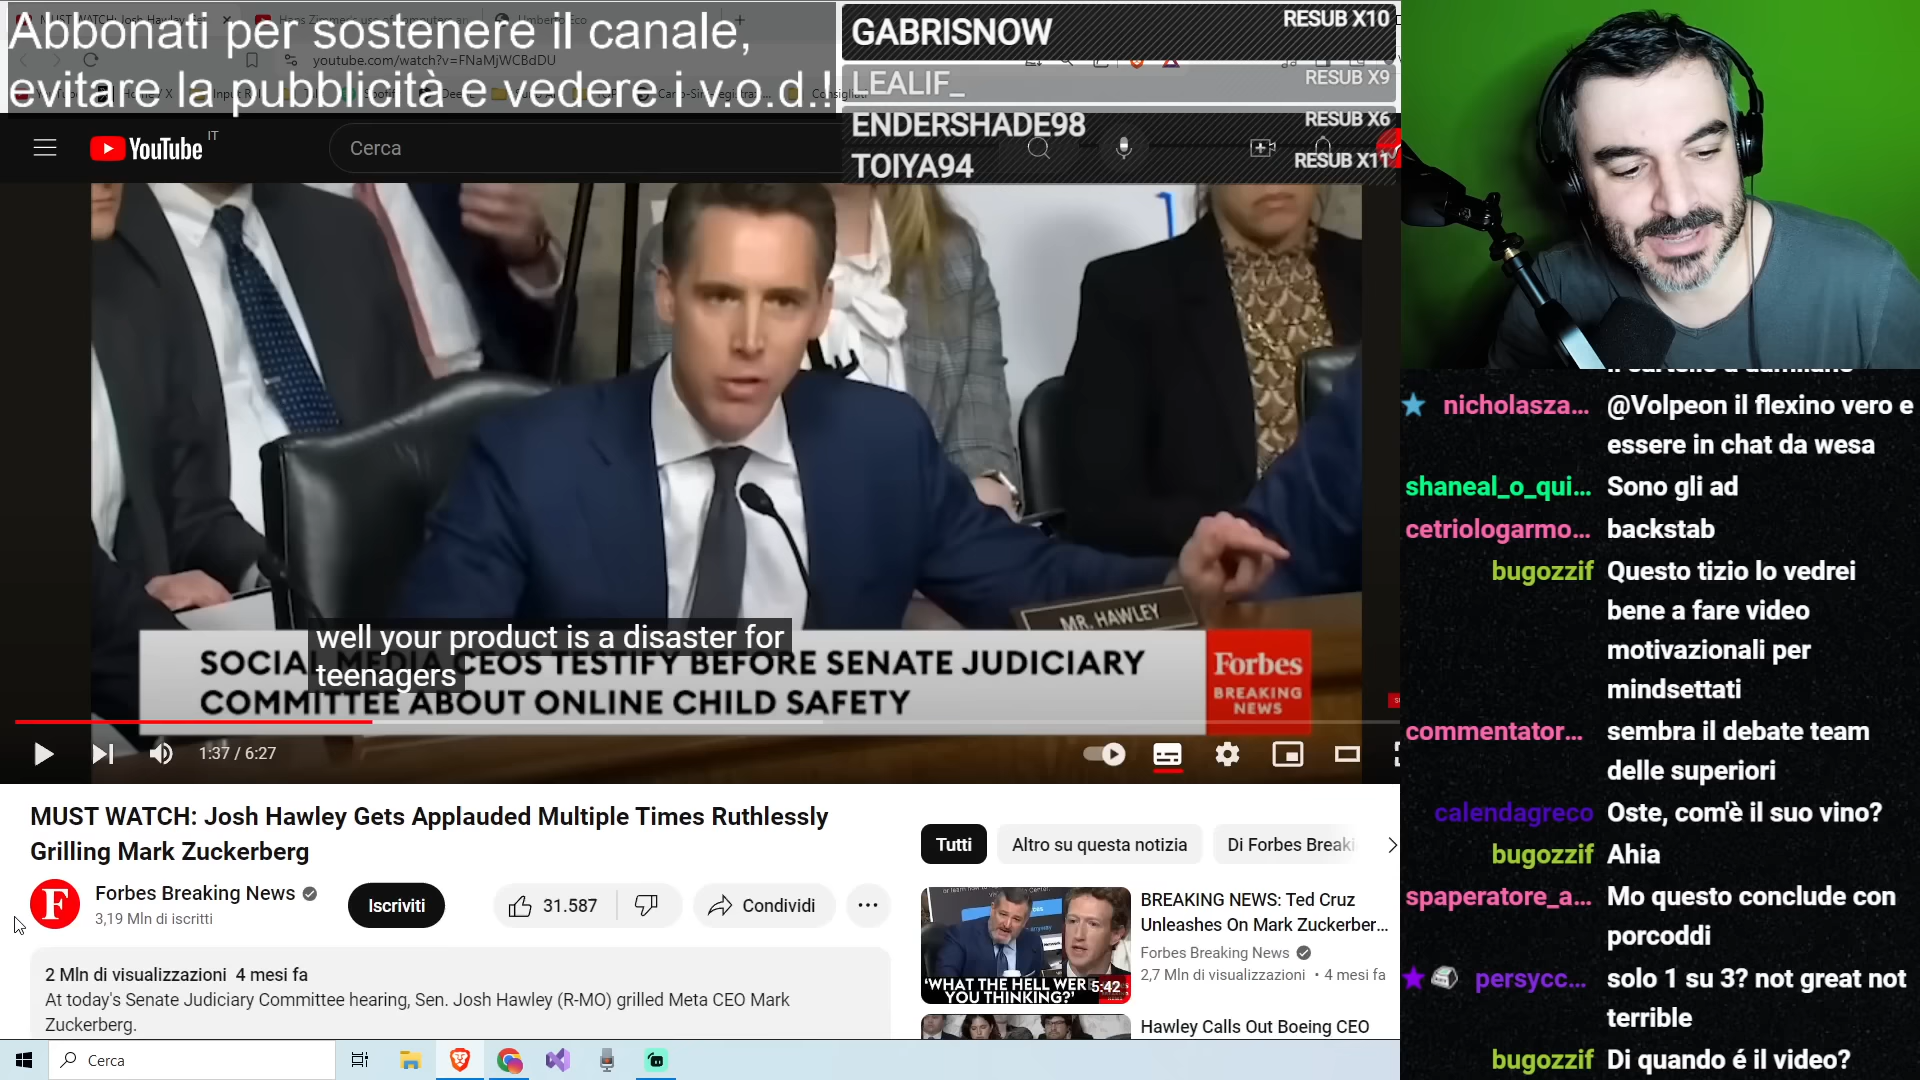 Abbonati per sostenere il canale,
evitare la pubblicità e vedere i v.o.d.!!
youtube.com/watch?v=FNaMjWCBdDU
GABRISNOW RESUB X10
LEALIF_ RESUB X9
ENDERSHADE98 RESUB X6
TOIYA94 RESUB X11
YouTube IT
Cerca
MR. HAWLEY
well your product is a disaster for
teenagers
SOCIAL MEDIA CEOS TESTIFY BEFORE SENATE JUDICIARY
COMMITTEE ABOUT ONLINE CHILD SAFETY
Forbes
BREAKING
NEWS
1:37 / 6:27
MUST WATCH: Josh Hawley Gets Applauded Multiple Times Ruthlessly
Grilling Mark Zuckerberg
Forbes Breaking News
3,19 Mln di iscritti
Iscriviti
31.587
Condividi
2 Mln di visualizzazioni 4 mesi fa
At today's Senate Judiciary Committee hearing, Sen. Josh Hawley (R-MO) grilled Meta CEO Mark
Zuckerberg.
Tutti
Altro su questa notizia
Di Forbes Breaki
'WHAT THE HELL WERE
YOU THINKING?'
5:42
BREAKING NEWS: Ted Cruz
Unleashes On Mark Zuckerber...
Forbes Breaking News
2,7 Mln di visualizzazioni • 4 mesi fa
Hawley Calls Out Boeing CEO
Cerca
nicholasza... @Volpeon il flexino vero e
essere in chat da wesa
shaneal_o_qui... Sono gli ad
cetriologarmo... backstab
bugozzif Questo tizio lo vedrei
bene a fare video
motivazionali per
mindsettati
commentator... sembra il debate team
delle superiori
calendagreco Oste, com'è il suo vino?
bugozzif Ahia
spaperatore_a... Mo questo conclude con
porcoddi
persycc... solo 1 su 3? not great not
terrible
bugozzif Di quando é il video?